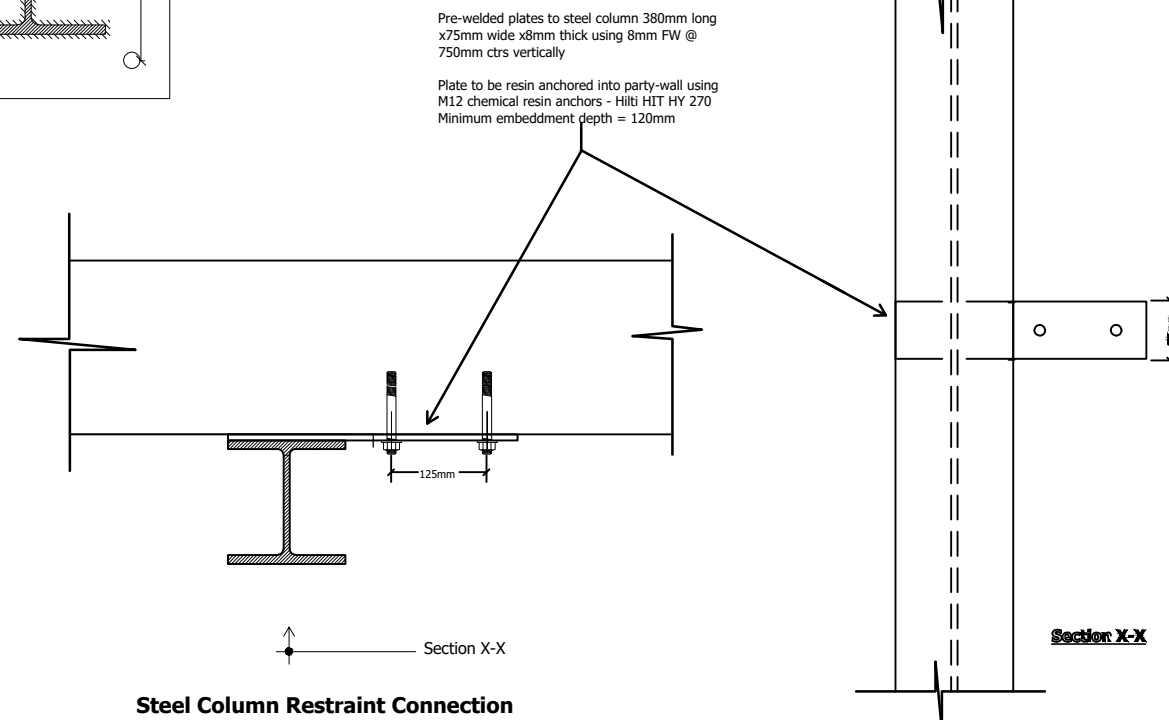 Pre-welded plates to steel column 380mm long
x75mm wide x8mm thick using 8mm FW @
750mm ctrs vertically
Plate to be resin anchored into party-wall using
M12 chemical resin anchors - Hilti HIT HY 270
Minimum embeddment depth = 120mm
125mm
Section X-X
Section X-X
Steel Column Restraint Connection